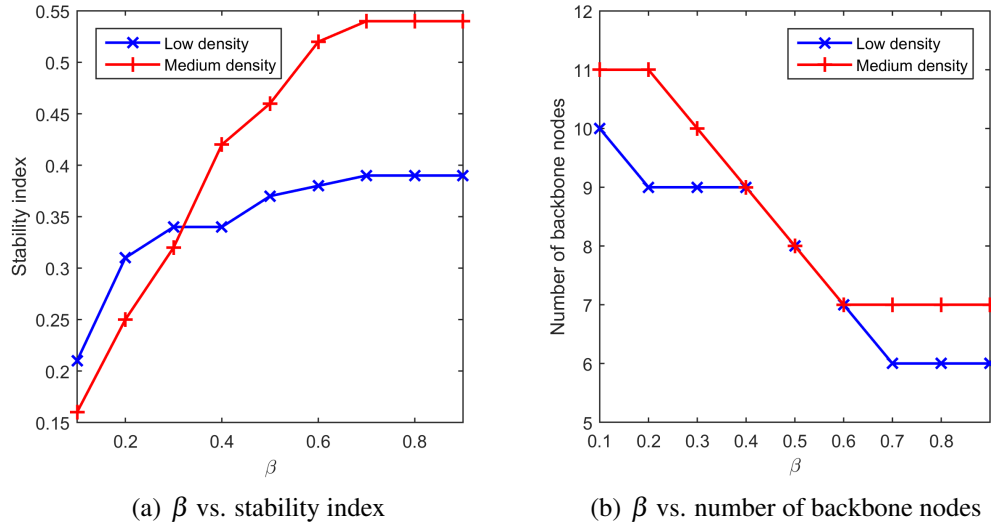 0.55
0.5
0.45
0.4
0.35
0.3
0.25
0.2
0.15
Stability index
Low density
Medium density
0.2 0.4 0.6 0.8
β
(a) β vs. stability index
12
11
10
9
8
7
6
5
Number of backbone nodes
Low density
Medium density
0.1 0.2 0.3 0.4 0.5 0.6 0.7 0.8
β
(b) β vs. number of backbone nodes